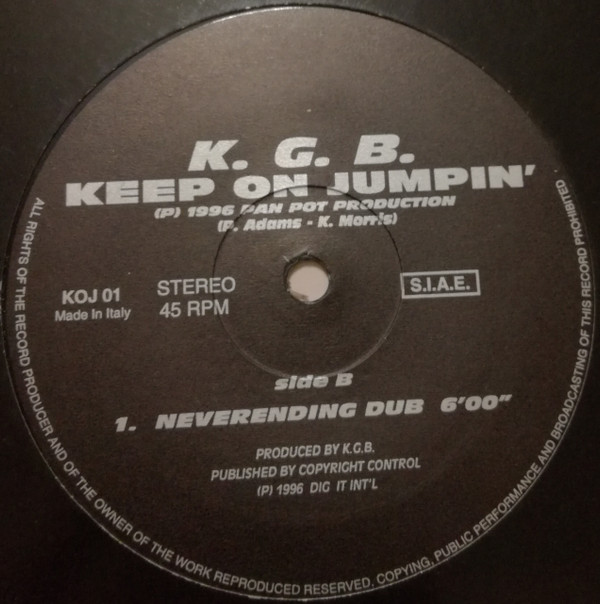 K. G. B.
KEEP ON JUMPIN'
(P) 1996 PAN POT PRODUCTION
(P. Adams - K. Morris)
KOJ 01
Made In Italy
STEREO
45 RPM
S.I.A.E.
side B
1. NEVERENDING DUB 6'00"
PRODUCED BY K.G.B.
PUBLISHED BY COPYRIGHT CONTROL
(P) 1996 DIG IT INT'L
ALL RIGHTS OF THE RECORD PRODUCER AND OF THE OWNER OF THE WORK REPRODUCED RESERVED. COPYING, PUBLIC PERFORMANCE AND BROADCASTING OF THIS RECORD PROHIBITED